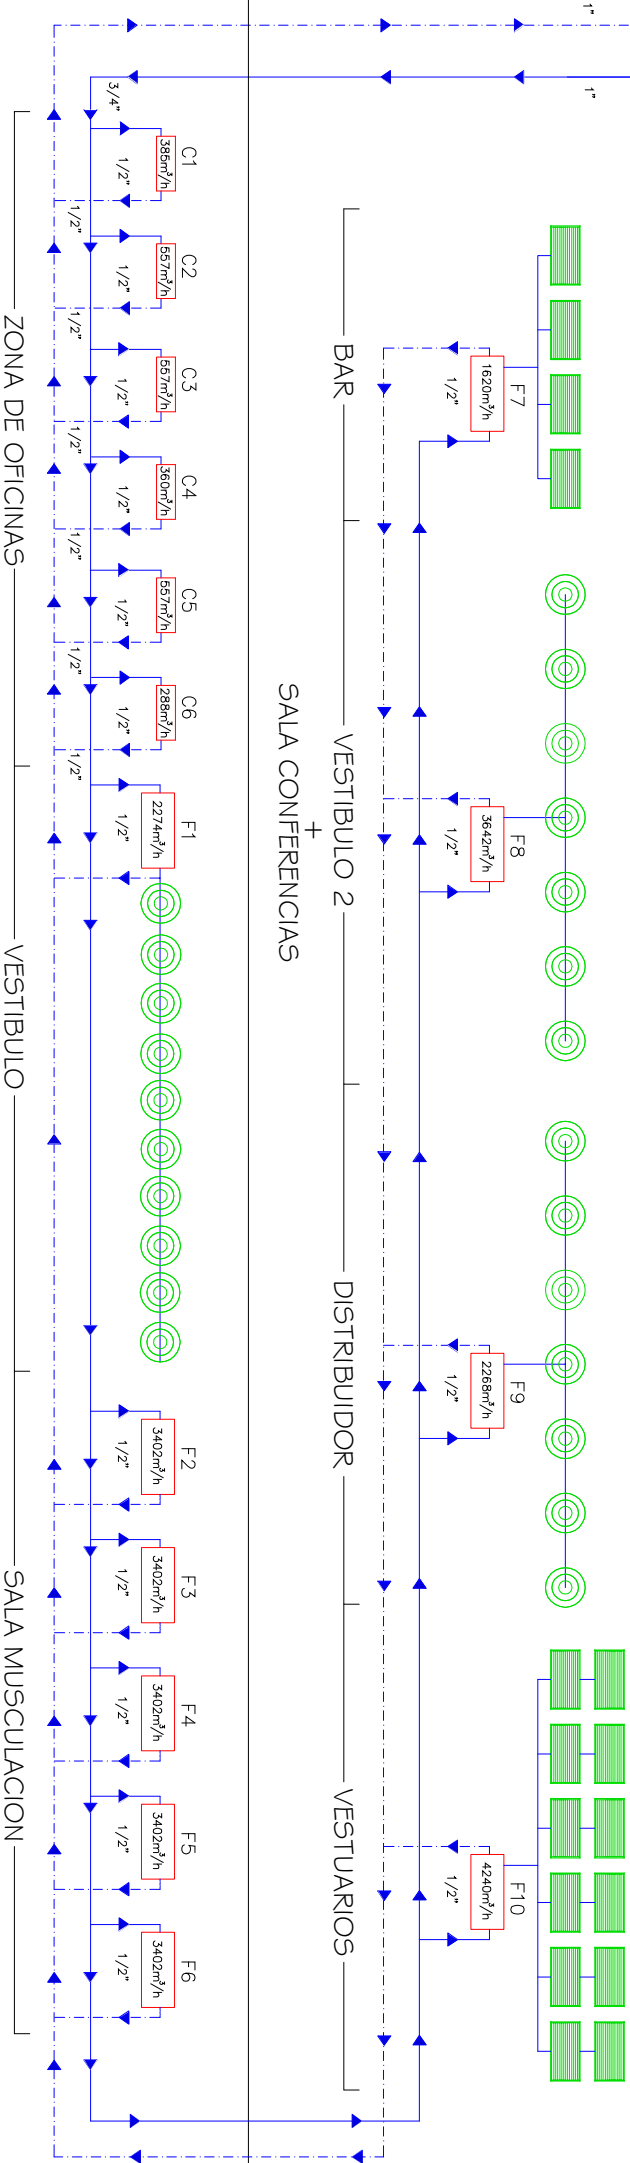 1"
1"
3/4"
C1
385m³/h
1/2"
1/2"
C2
557m³/h
1/2"
1/2"
C3
557m³/h
1/2"
1/2"
C4
360m³/h
1/2"
1/2"
C5
557m³/h
1/2"
1/2"
C6
288m³/h
1/2"
1/2"
F1
2274m³/h
1/2"
F2
3402m³/h
1/2"
F3
3402m³/h
1/2"
F4
3402m³/h
1/2"
F5
3402m³/h
1/2"
F6
3402m³/h
1/2"
ZONA DE OFICINAS
VESTIBULO
SALA MUSCULACION
F7
1620m³/h
1/2"
F8
3642m³/h
1/2"
F9
2268m³/h
1/2"
F10
4240m³/h
1/2"
BAR
VESTIBULO 2
+
SALA CONFERENCIAS
DISTRIBUIDOR
VESTUARIOS